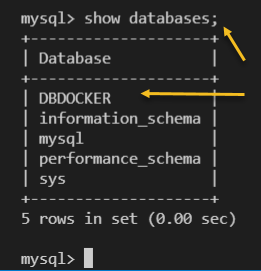 mysql> show databases;
+--------------------+
| Database           |
+--------------------+
| DBDOCKER           |
| information_schema |
| mysql              |
| performance_schema |
| sys                |
+--------------------+
5 rows in set (0.00 sec)
mysql>